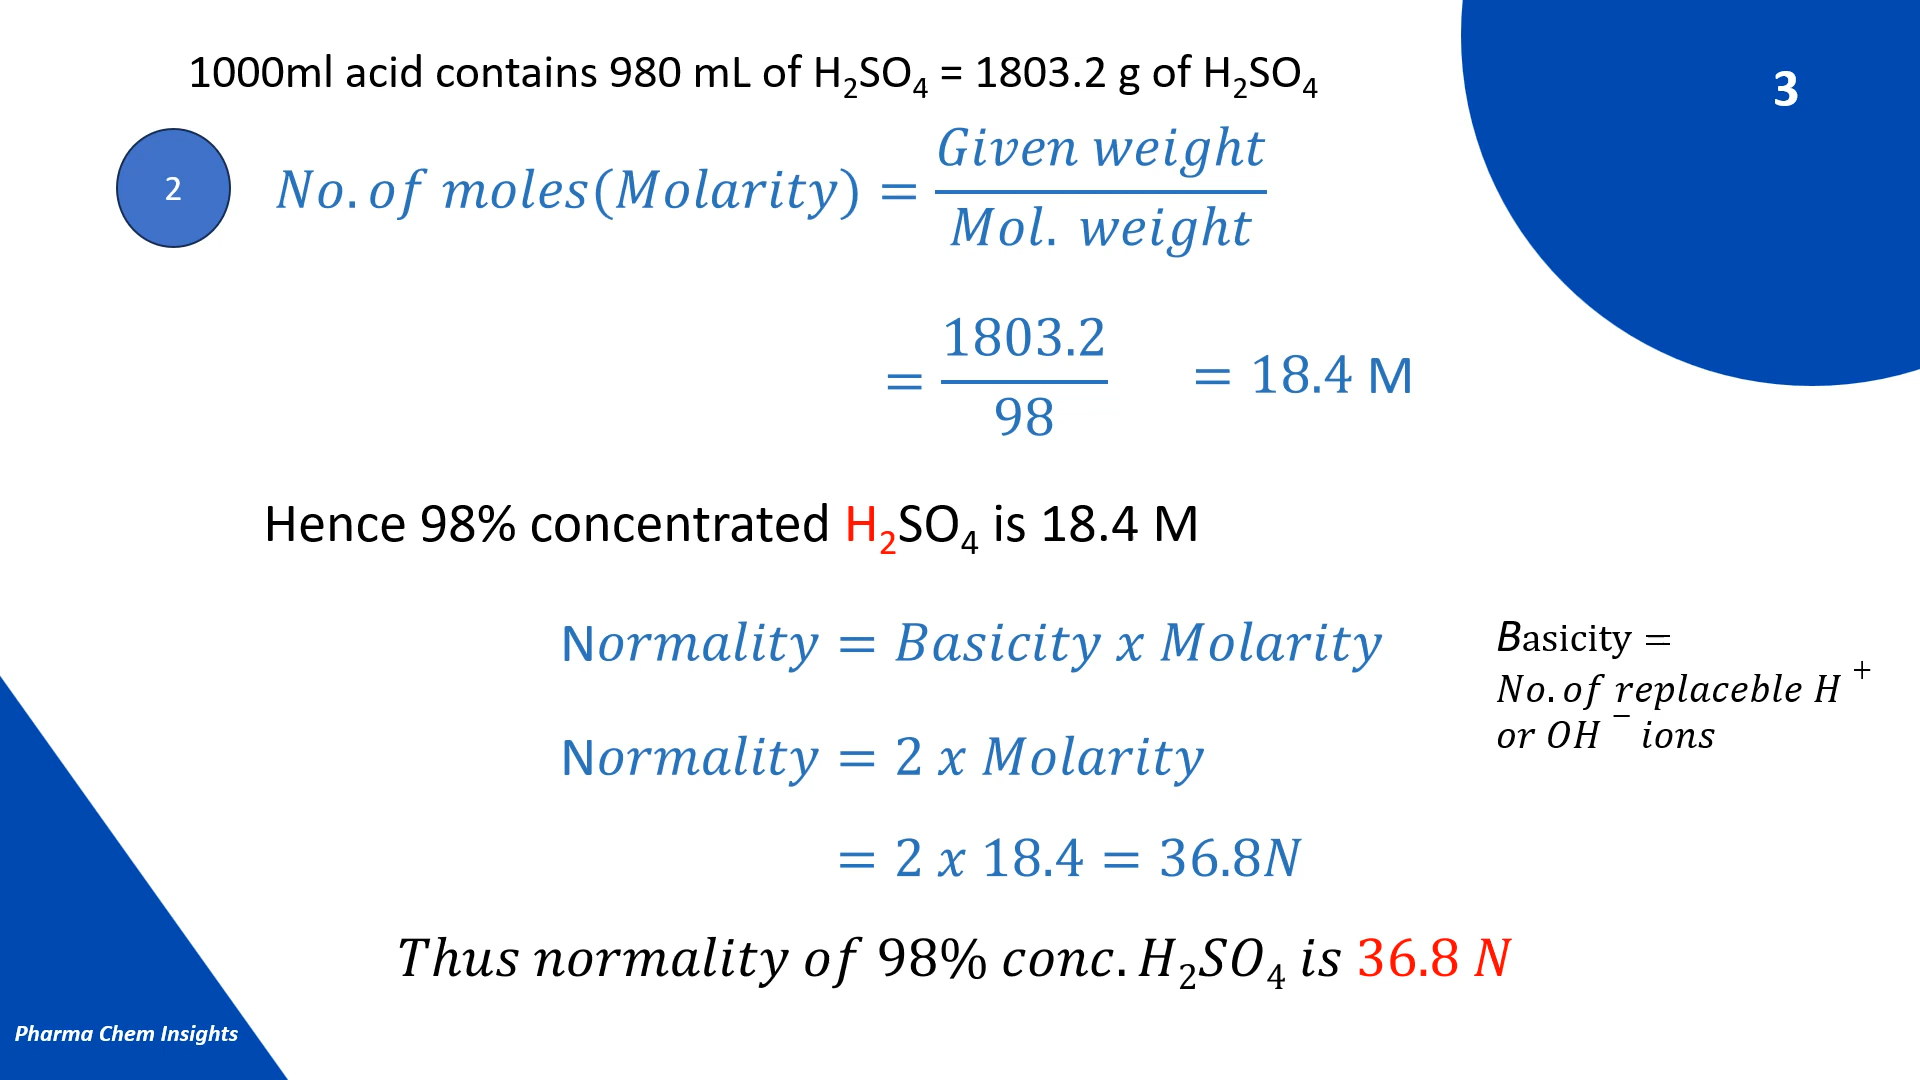 1000ml acid contains 980 mL of H₂SO₄ = 1803.2 g of H₂SO₄
3
2
No. of moles(Molarity) = Given weight / Mol. weight
= 1803.2 / 98 = 18.4 M
Hence 98% concentrated H₂SO₄ is 18.4 M
Normality = Basicity x Molarity
Basicity =
No. of replaceble H⁺
or OH⁻ ions
Normality = 2 x Molarity
= 2 x 18.4 = 36.8N
Thus normality of 98% conc. H₂SO₄ is 36.8 N
Pharma Chem Insights